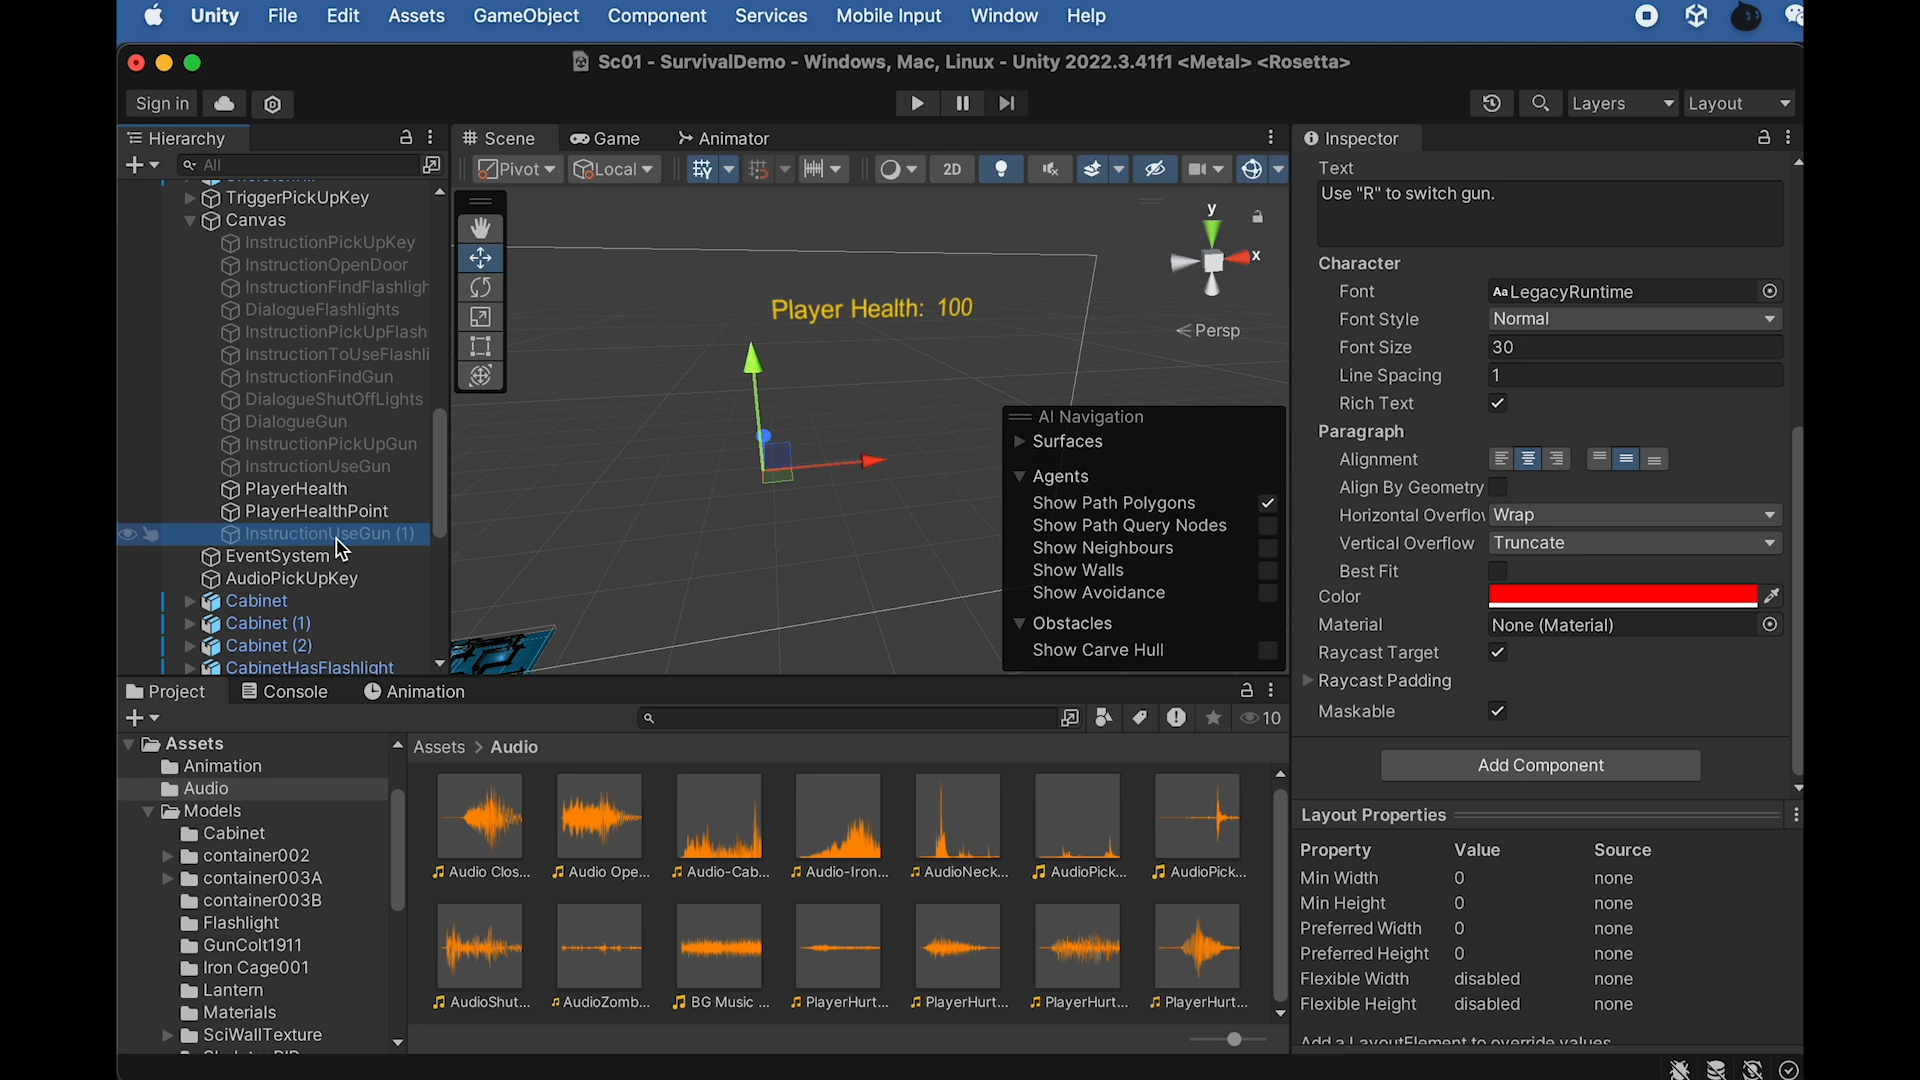 Unity File Edit Assets GameObject Component Services Mobile Input Window Help
Sc01 - SurvivalDemo - Windows, Mac, Linux - Unity 2022.3.41f1 <Metal> <Rosetta>
Sign in
Layers
Layout
Hierarchy
All
TriggerPickUpKey
Canvas
InstructionPickUpKey
InstructionOpenDoor
InstructionFindFlashligh
DialogueFlashlights
InstructionPickUpFlash
InstructionToUseFlashli
InstructionFindGun
DialogueShutOffLights
DialogueGun
InstructionPickUpGun
InstructionUseGun
PlayerHealth
PlayerHealthPoint
InstructionUseGun (1)
EventSystem
AudioPickUpKey
Cabinet
Cabinet (1)
Cabinet (2)
CabinetHasFlashlight
Scene Game Animator
Pivot Local 2D
y
x
Persp
Player Health: 100
AI Navigation
Surfaces
Agents
Show Path Polygons
Show Path Query Nodes
Show Neighbours
Show Walls
Show Avoidance
Obstacles
Show Carve Hull
Inspector
Text
Use "R" to switch gun.
Character
Font Aa LegacyRuntime
Font Style Normal
Font Size 30
Line Spacing 1
Rich Text
Paragraph
Alignment
Align By Geometry
Horizontal Overflow Wrap
Vertical Overflow Truncate
Best Fit
Color
Material None (Material)
Raycast Target
Raycast Padding
Maskable
Add Component
Layout Properties
Property Value Source
Min Width 0 none
Min Height 0 none
Preferred Width 0 none
Preferred Height 0 none
Flexible Width disabled none
Flexible Height disabled none
Add a LayoutElement to override values.
Project Console Animation
10
Assets
Animation
Audio
Models
Cabinet
container002
container003A
container003B
Flashlight
GunColt1911
Iron Cage001
Lantern
Materials
SciWallTexture
Assets > Audio
Audio Clos... Audio Ope... Audio-Cab... Audio-Iron... AudioNeck... AudioPick... AudioPick...
AudioShut... AudioZomb... BG Music ... PlayerHurt... PlayerHurt... PlayerHurt... PlayerHurt...